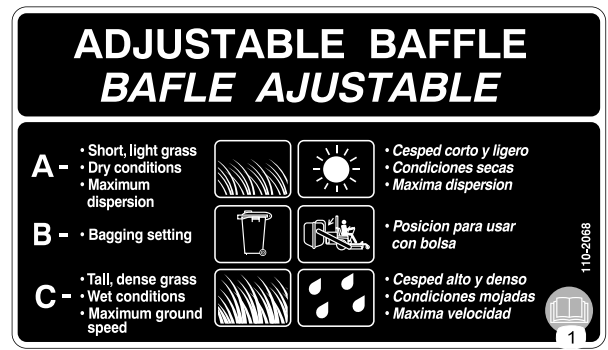 ADJUSTABLE BAFFLE
BAFLE AJUSTABLE
A - • Short, light grass
• Dry conditions
• Maximum
dispersion
• Cesped corto y ligero
• Condiciones secas
• Maxima dispersion
B - • Bagging setting
• Posicion para usar
con bolsa
C - • Tall, dense grass
• Wet conditions
• Maximum ground
speed
• Cesped alto y denso
• Condiciones mojadas
• Maxima velocidad
110-2068
1